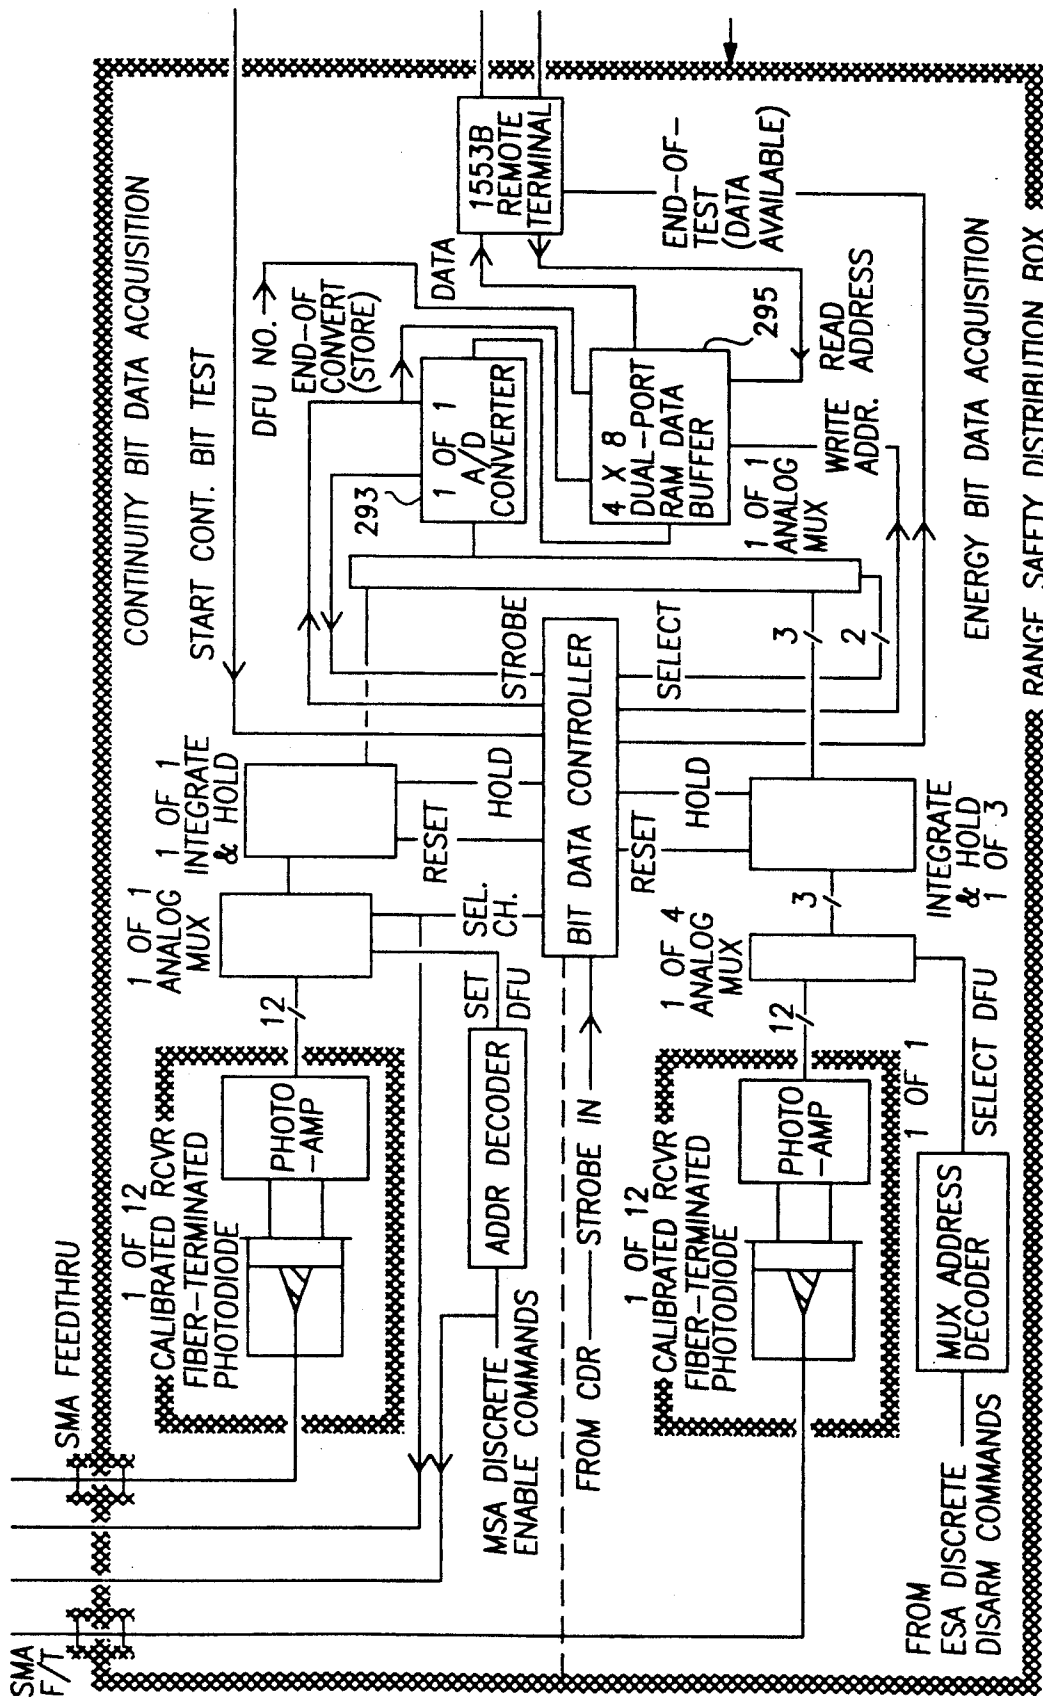 SMA
F/T
SMA FEEDTHRU
CONTINUITY BIT DATA ACQUISITION
START CONT. BIT TEST
DFU NO.
END-OF
CONVERT
(STORE)
DATA
1553B
REMOTE
TERMINAL
END-OF-
TEST
(DATA
AVAILABLE)
293
1 OF 1
A/D
CONVERTER
295
4 X 8
DUAL-PORT
RAM DATA
BUFFER
READ
ADDRESS
WRITE
ADDR.
1 OF 1
ANALOG
MUX
STROBE
SELECT
3
2
1 OF 1
INTEGRATE
& HOLD
HOLD
RESET
1 OF 1
ANALOG
MUX
SEL.
CH.
12
SET
DFU
1 OF 12
CALIBRATED RCVR
FIBER-TERMINATED
PHOTODIODE
PHOTO
-AMP
ADDR DECODER
MSA DISCRETE
ENABLE COMMANDS
BIT DATA CONTROLLER
FROM CDR
STROBE IN
RESET
HOLD
INTEGRATE
& HOLD
1 OF 3
3
1 OF 4
ANALOG
MUX
12
1 OF 12
CALIBRATED RCVR
FIBER-TERMINATED
PHOTODIODE
PHOTO
-AMP
1 OF 1
SELECT DFU
MUX ADDRESS
DECODER
FROM
ESA DISCRETE
DISARM COMMANDS
ENERGY BIT DATA ACQUISITION
RANGE SAFETY DISTRIBUTION BOX